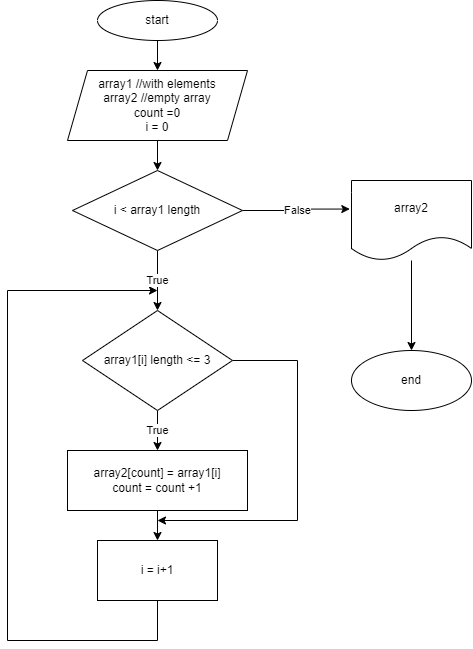 start
array1 //with elements
array2 //empty array
count =0
i = 0
i < array1 length
False
array2
True
array1[i] length <= 3
end
True
array2[count] = array1[i]
count = count +1
i = i+1